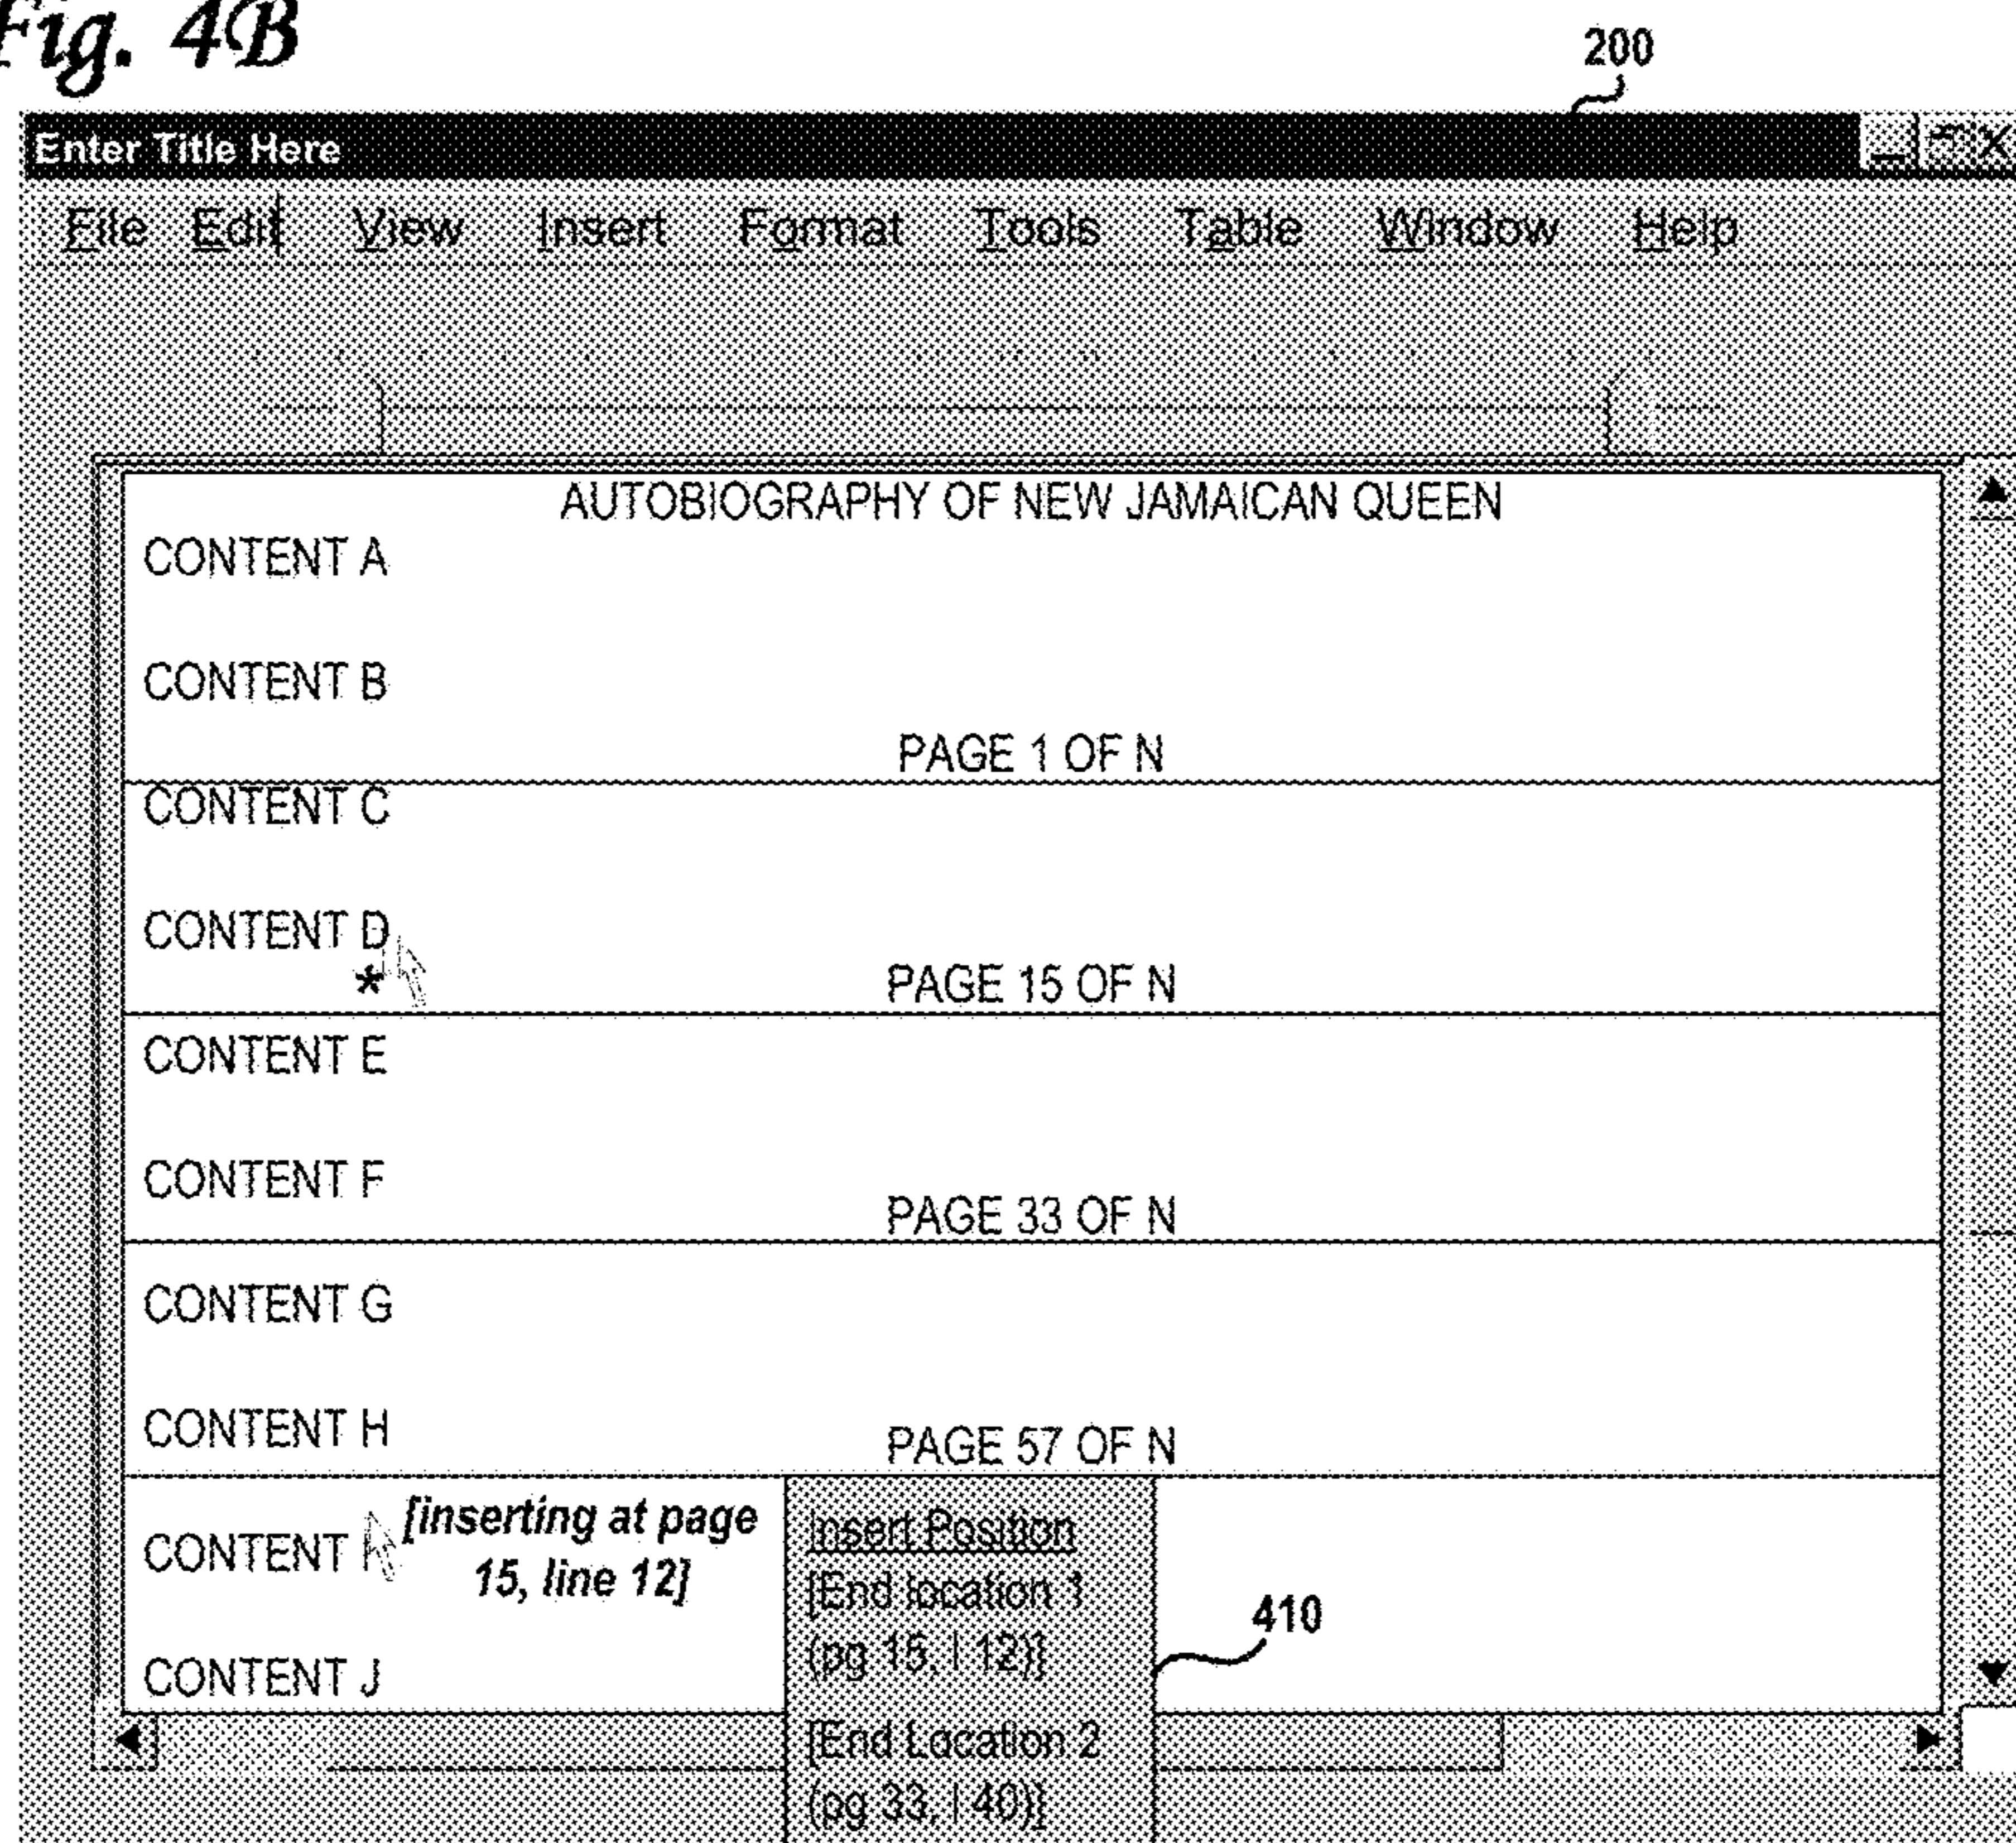 Fig. 4B
200
Enter Title Here
File Edit View Insert Format Tools Table Window Help
AUTOBIOGRAPHY OF NEW JAMAICAN QUEEN
CONTENT A
CONTENT B
PAGE 1 OF N
CONTENT C
CONTENT D
*
PAGE 15 OF N
CONTENT E
CONTENT F
PAGE 33 OF N
CONTENT G
CONTENT H
PAGE 57 OF N
CONTENT I
[inserting at page
15, line 12]
CONTENT J
Insert Position
[End location 1
(pg 15, l 12)]
[End Location 2
(pg 33, l 40)]
410